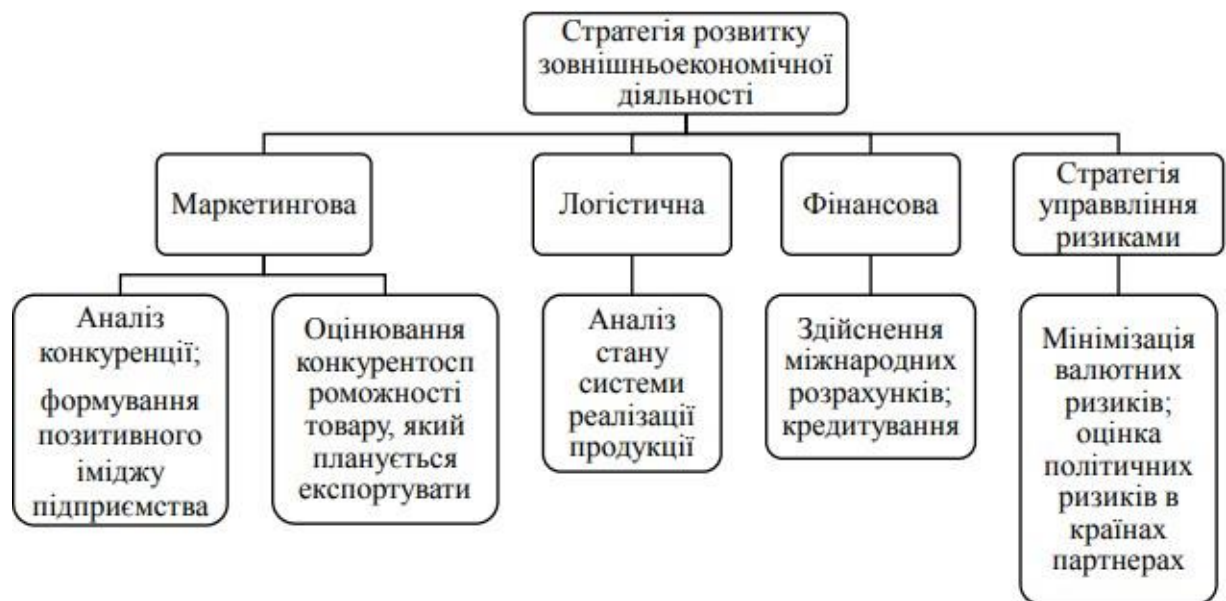 Стратегія розвитку
зовнішньоекономічної
діяльності
Маркетингова
Логістична
Фінансова
Стратегія
управвління
ризиками
Аналіз
конкуренції;
формування
позитивного
іміджу
підприємства
Оцінювання
конкурентосп
роможності
товару, який
планується
експортувати
Аналіз
стану
системи
реалізації
продукції
Здійснення
міжнародних
розрахунків;
кредитування
Мінімізація
валютних
ризиків;
оцінка
політичних
ризиків в
країнах
партнерах